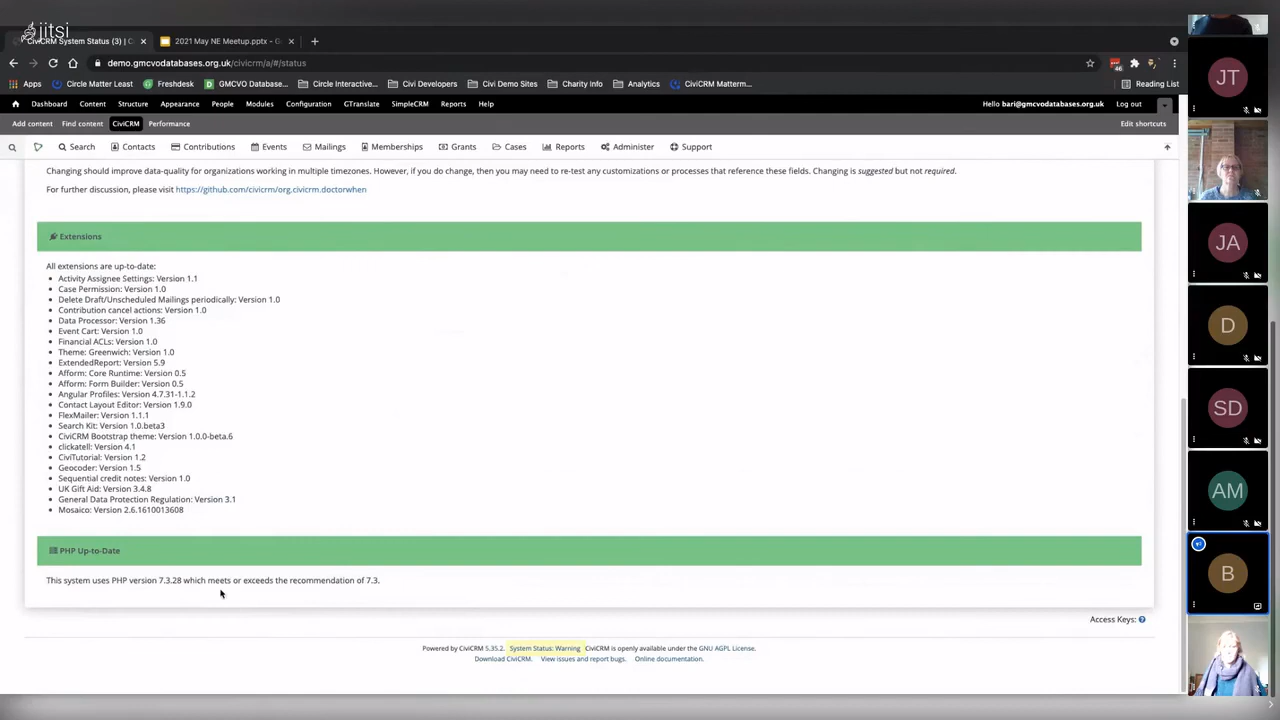 jitsi
CiviCRM System Status (3) | C
2021 May NE Meetup.pptx - G
demo.gmcvodatabases.org.uk/civicrm/a/#/status
Apps
Circle Matter Least
Freshdesk
GMCVO Database...
Circle Interactive...
Civi Developers
Civi Demo Sites
Charity Info
Analytics
CiviCRM Matterm...
Reading List
Dashboard Content Structure Appearance People Modules Configuration GTranslate SimpleCRM Reports Help
Hello bari@gmcvodatabases.org.uk Log out
Add content Find content CiviCRM Performance
Edit shortcuts
Search Contacts Contributions Events Mailings Memberships Grants Cases Reports Administer Support
Changing should improve data-quality for organizations working in multiple timezones. However, if you do change, then you may need to re-test any customizations or processes that reference these fields. Changing is suggested but not required.
For further discussion, please visit https://github.com/civicrm/org.civicrm.doctorwhen
Extensions
All extensions are up-to-date:
Activity Assignee Settings: Version 1.1
Case Permission: Version 1.0
Delete Draft/Unscheduled Mailings periodically: Version 1.0
Contribution cancel actions: Version 1.0
Data Processor: Version 1.36
Event Cart: Version 1.0
Financial ACLs: Version 1.0
Theme: Greenwich: Version 1.0
ExtendedReport: Version 5.9
Afform: Core Runtime: Version 0.5
Afform: Form Builder: Version 0.5
Angular Profiles: Version 4.7.31-1.1.2
Contact Layout Editor: Version 1.9.0
FlexMailer: Version 1.1.1
Search Kit: Version 1.0.beta3
CiviCRM Bootstrap theme: Version 1.0.0-beta.6
clickatell: Version 4.1
CiviTutorial: Version 1.2
Geocoder: Version 1.5
Sequential credit notes: Version 1.0
UK Gift Aid: Version 3.4.8
General Data Protection Regulation: Version 3.1
Mosaico: Version 2.6.1610013608
PHP Up-to-Date
This system uses PHP version 7.3.28 which meets or exceeds the recommendation of 7.3.
Access Keys:
Powered by CiviCRM 5.35.2. System Status: Warning CiviCRM is openly available under the GNU AGPL License.
Download CiviCRM. View issues and report bugs. Online documentation.
JT
JA
D
SD
AM
B